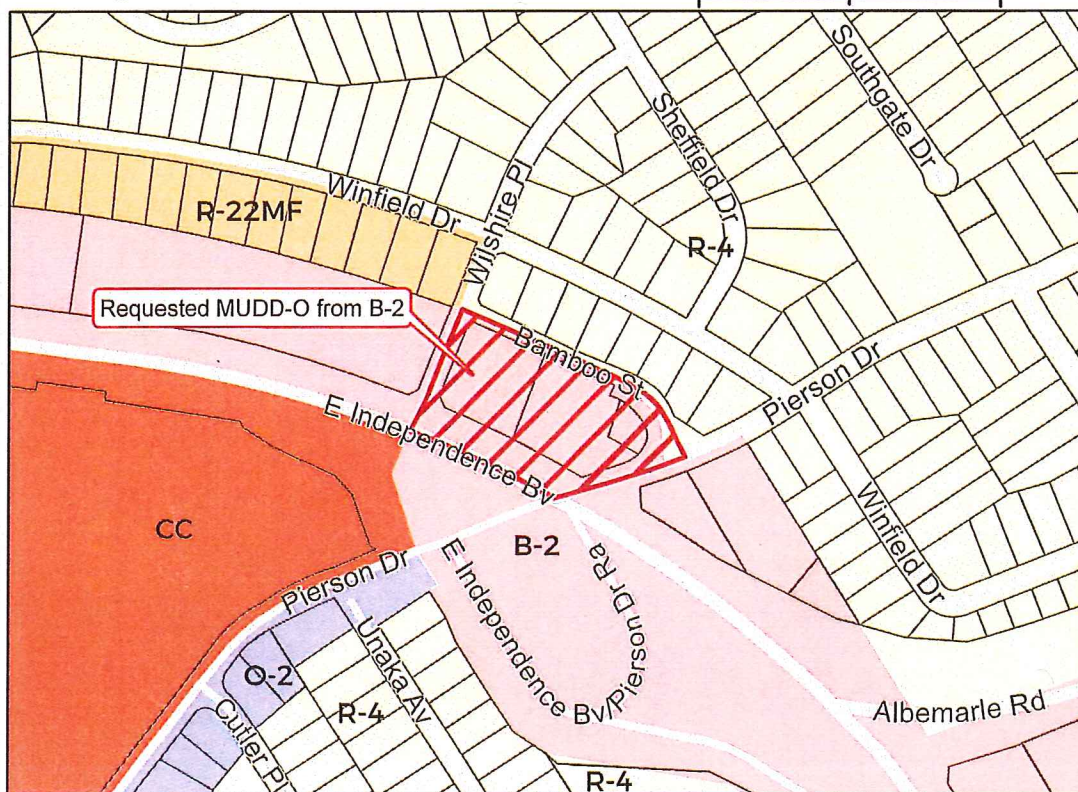 Southgate Dr
Sheffield Dr
Wilshire Pl
Winfield Dr
R-22MF
R-4
Requested MUDD-O from B-2
Bamboo St
Pierson Dr
E Independence Bv
CC
B-2
Winfield Dr
Pierson Dr
E Independence Bv/Pierson Dr Ra
Unaka Av
O-2
R-4
Cutler Pl
Albemarle Rd
R-4